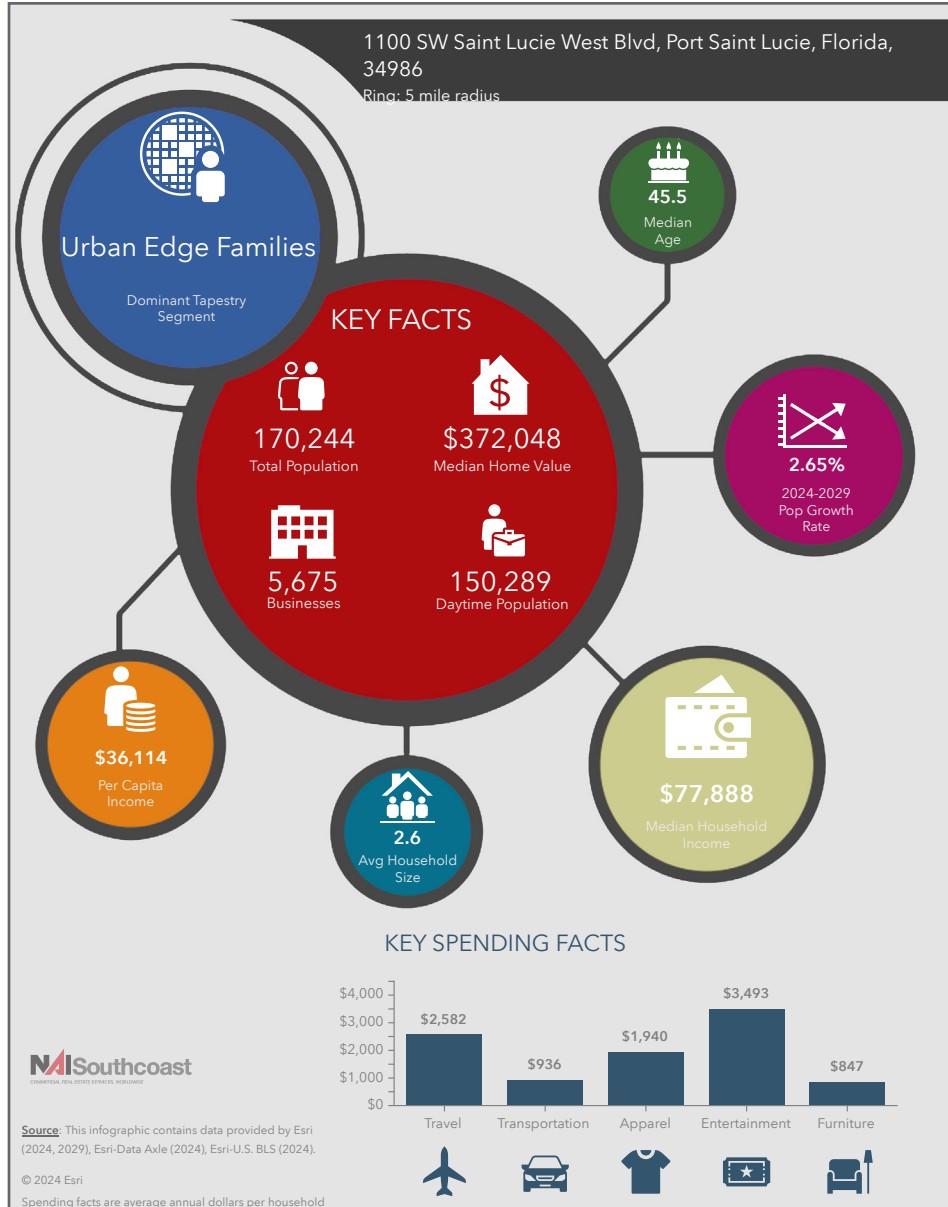 1100 SW Saint Lucie West Blvd, Port Saint Lucie, Florida,
34986
Ring: 5 mile radius
Urban Edge Families
Dominant Tapestry
Segment
45.5
Median
Age
KEY FACTS
170,244
Total Population
$372,048
Median Home Value
5,675
Businesses
150,289
Daytime Population
2.65%
2024-2029
Pop Growth
Rate
$36,114
Per Capita
Income
2.6
Avg Household
Size
$77,888
Median Household
Income
KEY SPENDING FACTS
$4,000
$3,000
$2,000
$1,000
$0
$2,582
$936
$1,940
$3,493
$847
Travel
Transportation
Apparel
Entertainment
Furniture
NAISouthcoast
COMMERCIAL REAL ESTATE SERVICES, WORLDWIDE
Source: This infographic contains data provided by Esri
(2024, 2029), Esri-Data Axle (2024), Esri-U.S. BLS (2024).
© 2024 Esri
Spending facts are average annual dollars per household